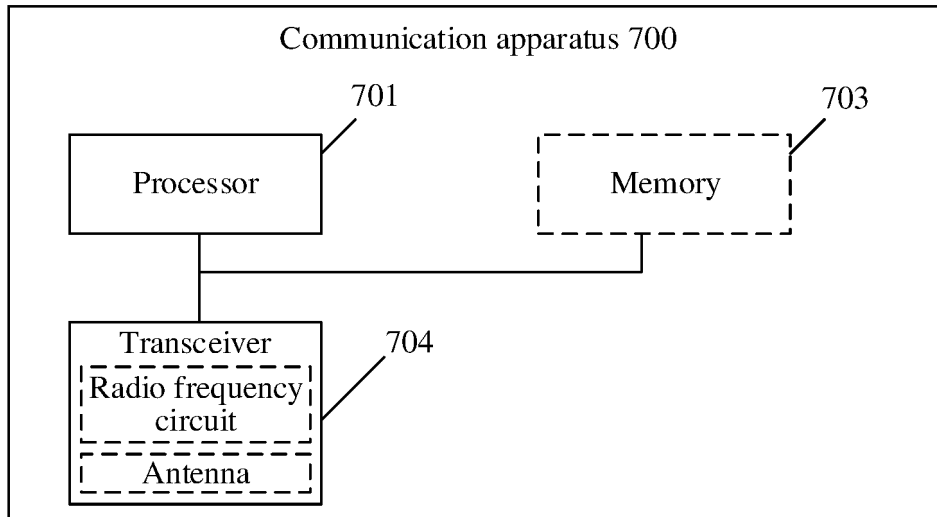 Communication apparatus 700
701
703
Processor
Memory
Transceiver
704
Radio frequency
circuit
Antenna